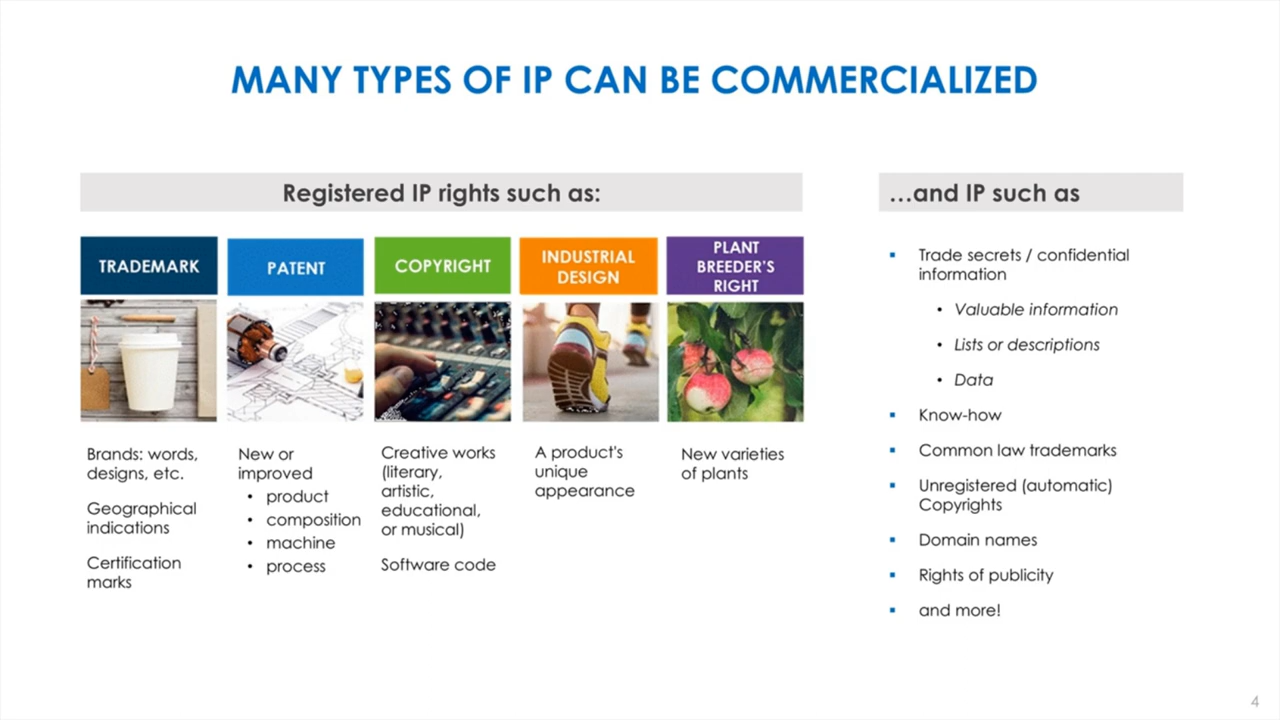 MANY TYPES OF IP CAN BE COMMERCIALIZED
Registered IP rights such as:
TRADEMARK
Brands: words,
designs, etc.
Geographical
indications
Certification
marks
PATENT
New or
improved
• product
• composition
• machine
• process
COPYRIGHT
Creative works
(literary,
artistic,
educational,
or musical)
Software code
INDUSTRIAL
DESIGN
A product's
unique
appearance
PLANT
BREEDER'S
RIGHT
New varieties
of plants
...and IP such as
▪ Trade secrets / confidential
information
• Valuable information
• Lists or descriptions
• Data
▪ Know-how
▪ Common law trademarks
▪ Unregistered (automatic)
Copyrights
▪ Domain names
▪ Rights of publicity
▪ and more!
4